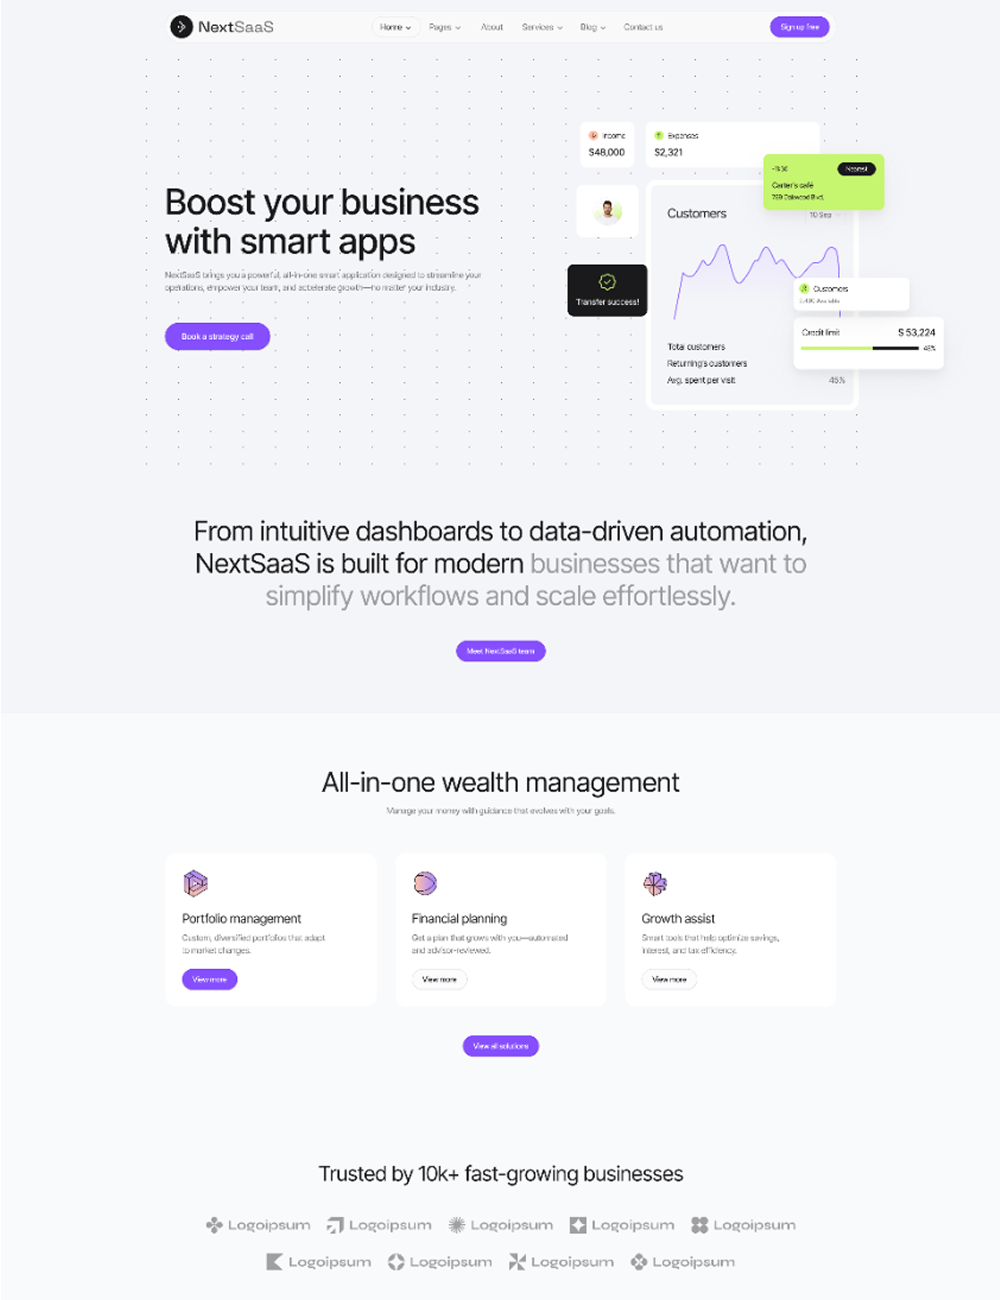 NextSaaS
Home Pages About Services Blog Contact us
Sign up free
Income
$48,000
Expenses
$2,321
Nearest
Carter's café
789 Oakwood Blvd.
Boost your business
with smart apps
NextSaaS brings you a powerful, all-in-one smart application designed to streamline your
operations, empower your team, and accelerate growth—no matter your industry.
Book a strategy call
Customers
10 Sep
Transfer success!
Customers
Credit limit
$ 53,224
45%
Total customers
Returning's customers
Avg. spent per visit
45%
From intuitive dashboards to data-driven automation,
NextSaaS is built for modern businesses that want to
simplify workflows and scale effortlessly.
Meet NextSaaS team
All-in-one wealth management
Manage your money with guidance that evolves with your goals.
Portfolio management
Custom, diversified portfolios that adapt
to market changes.
View more
Financial planning
Get a plan that grows with you—automated
and advisor-reviewed.
View more
Growth assist
Smart tools that help optimize savings,
interest, and tax efficiency.
View more
View all solutions
Trusted by 10k+ fast-growing businesses
Logoipsum Logoipsum Logoipsum Logoipsum Logoipsum
Logoipsum Logoipsum Logoipsum Logoipsum